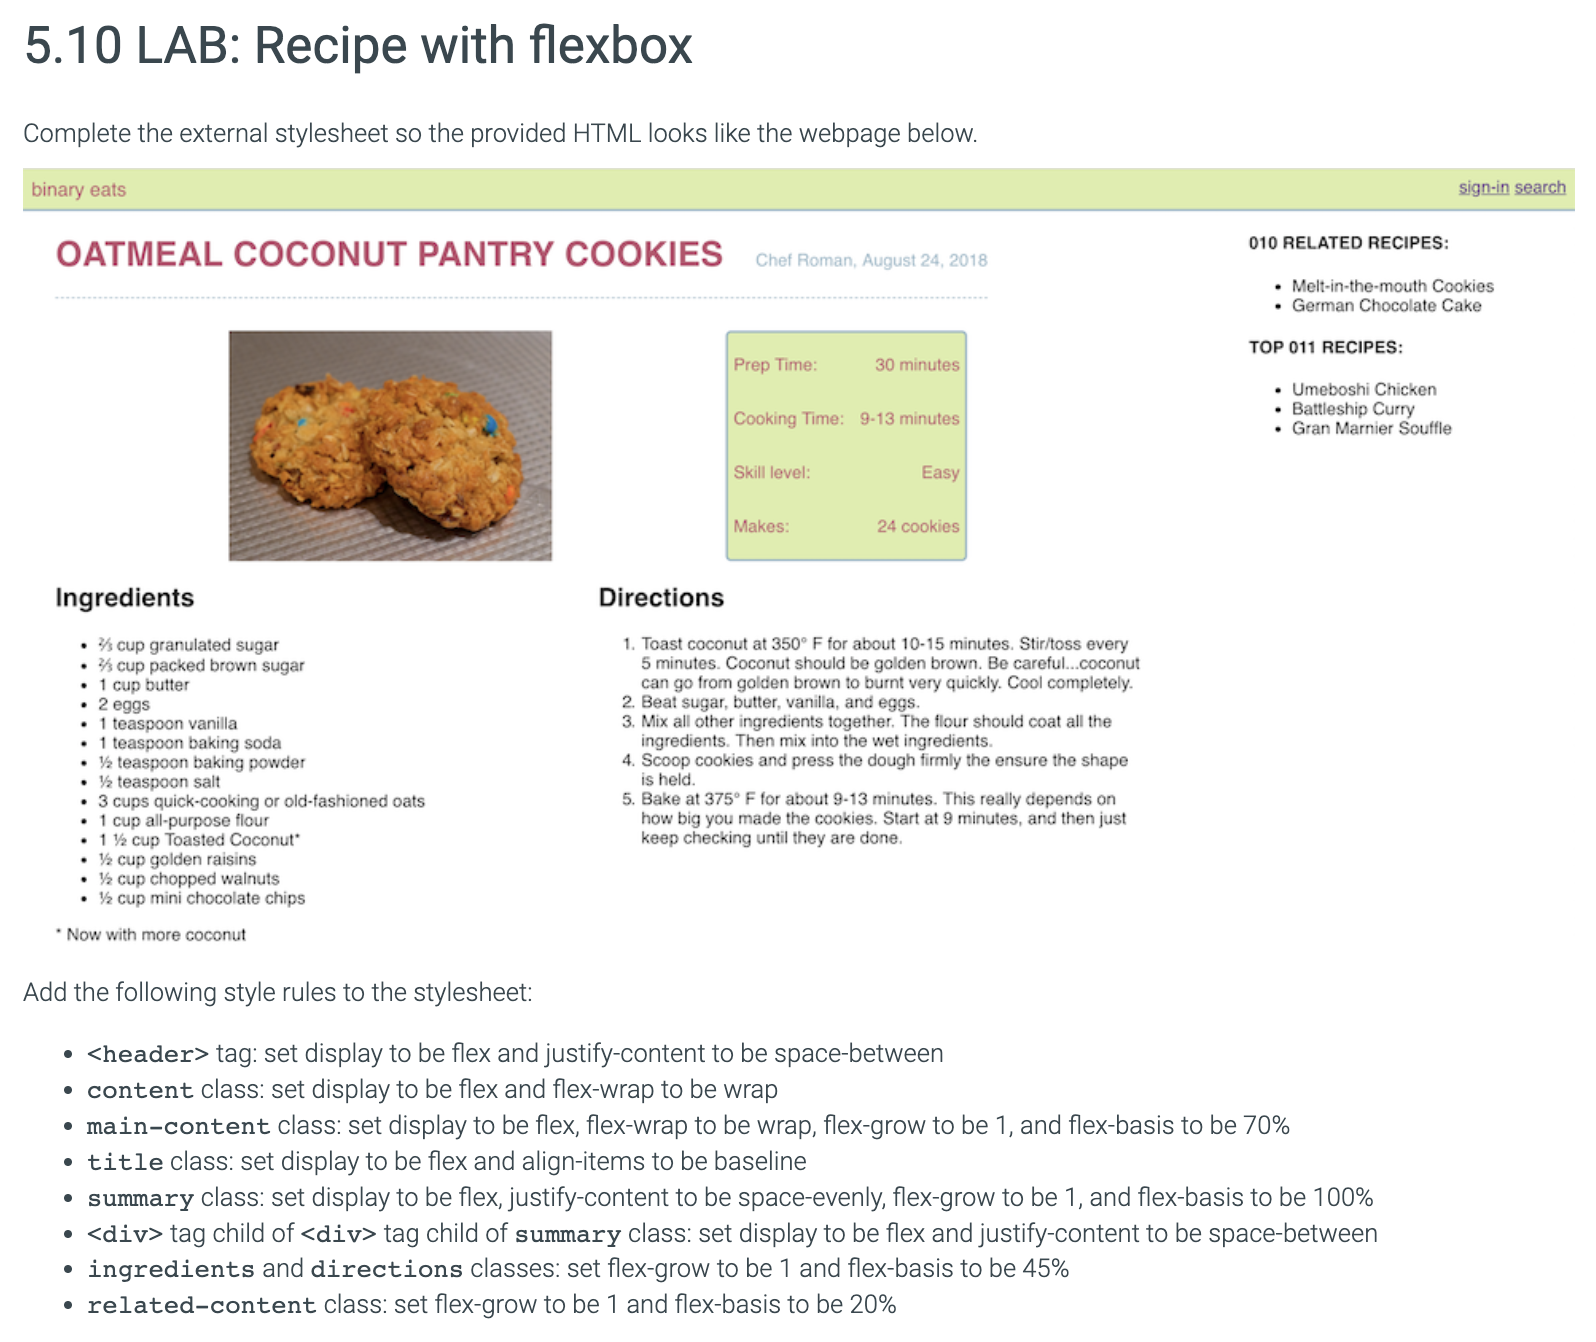 5.10 LAB: Recipe with flexbox
Complete the external stylesheet so the provided HTML looks like the webpage below.
binary eats
sign-in search
OATMEAL COCONUT PANTRY COOKIES
Chef Roman, August 24, 2018
Prep Time: 30 minutes
Cooking Time: 9-13 minutes
Skill level: Easy
Makes: 24 cookies
010 RELATED RECIPES:
• Melt-in-the-mouth Cookies
• German Chocolate Cake
TOP 011 RECIPES:
• Umeboshi Chicken
• Battleship Curry
• Gran Marnier Souffle
Ingredients
• ⅔ cup granulated sugar
• ⅔ cup packed brown sugar
• 1 cup butter
• 2 eggs
• 1 teaspoon vanilla
• 1 teaspoon baking soda
• ½ teaspoon baking powder
• ½ teaspoon salt
• 3 cups quick-cooking or old-fashioned oats
• 1 cup all-purpose flour
• 1 ½ cup Toasted Coconut*
• ½ cup golden raisins
• ½ cup chopped walnuts
• ½ cup mini chocolate chips
* Now with more coconut
Directions
1. Toast coconut at 350° F for about 10-15 minutes. Stir/toss every
5 minutes. Coconut should be golden brown. Be careful...coconut
can go from golden brown to burnt very quickly. Cool completely.
2. Beat sugar, butter, vanilla, and eggs.
3. Mix all other ingredients together. The flour should coat all the
ingredients. Then mix into the wet ingredients.
4. Scoop cookies and press the dough firmly the ensure the shape
is held.
5. Bake at 375° F for about 9-13 minutes. This really depends on
how big you made the cookies. Start at 9 minutes, and then just
keep checking until they are done.
Add the following style rules to the stylesheet:
• <header> tag: set display to be flex and justify-content to be space-between
• content class: set display to be flex and flex-wrap to be wrap
• main-content class: set display to be flex, flex-wrap to be wrap, flex-grow to be 1, and flex-basis to be 70%
• title class: set display to be flex and align-items to be baseline
• summary class: set display to be flex, justify-content to be space-evenly, flex-grow to be 1, and flex-basis to be 100%
• <div> tag child of <div> tag child of summary class: set display to be flex and justify-content to be space-between
• ingredients and directions classes: set flex-grow to be 1 and flex-basis to be 45%
• related-content class: set flex-grow to be 1 and flex-basis to be 20%